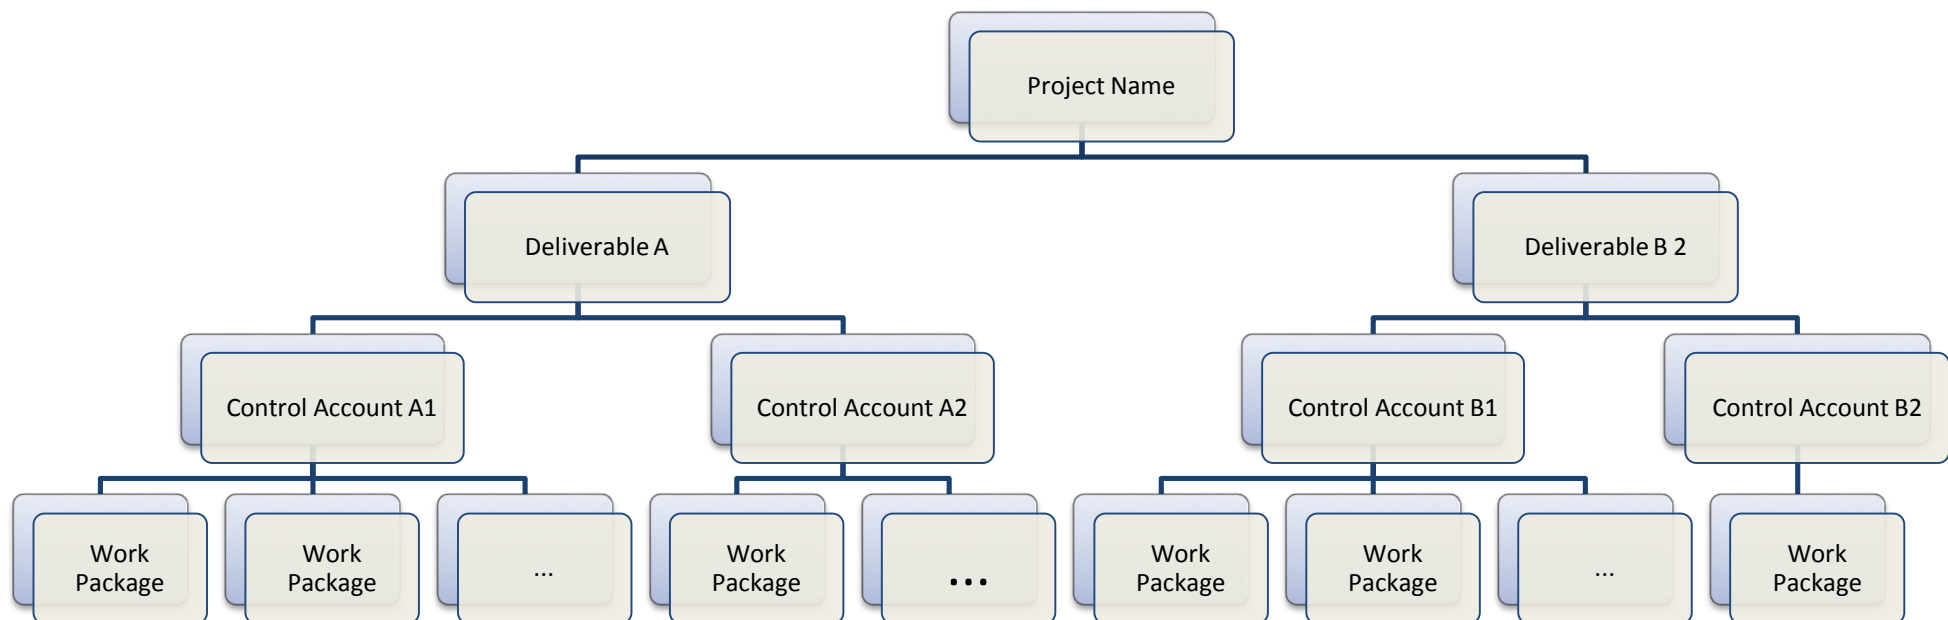 Project Name
Deliverable A
Deliverable B 2
Control Account A1
Control Account A2
Control Account B1
Control Account B2
Work
Package
Work
Package
...
Work
Package
...
Work
Package
Work
Package
...
Work
Package